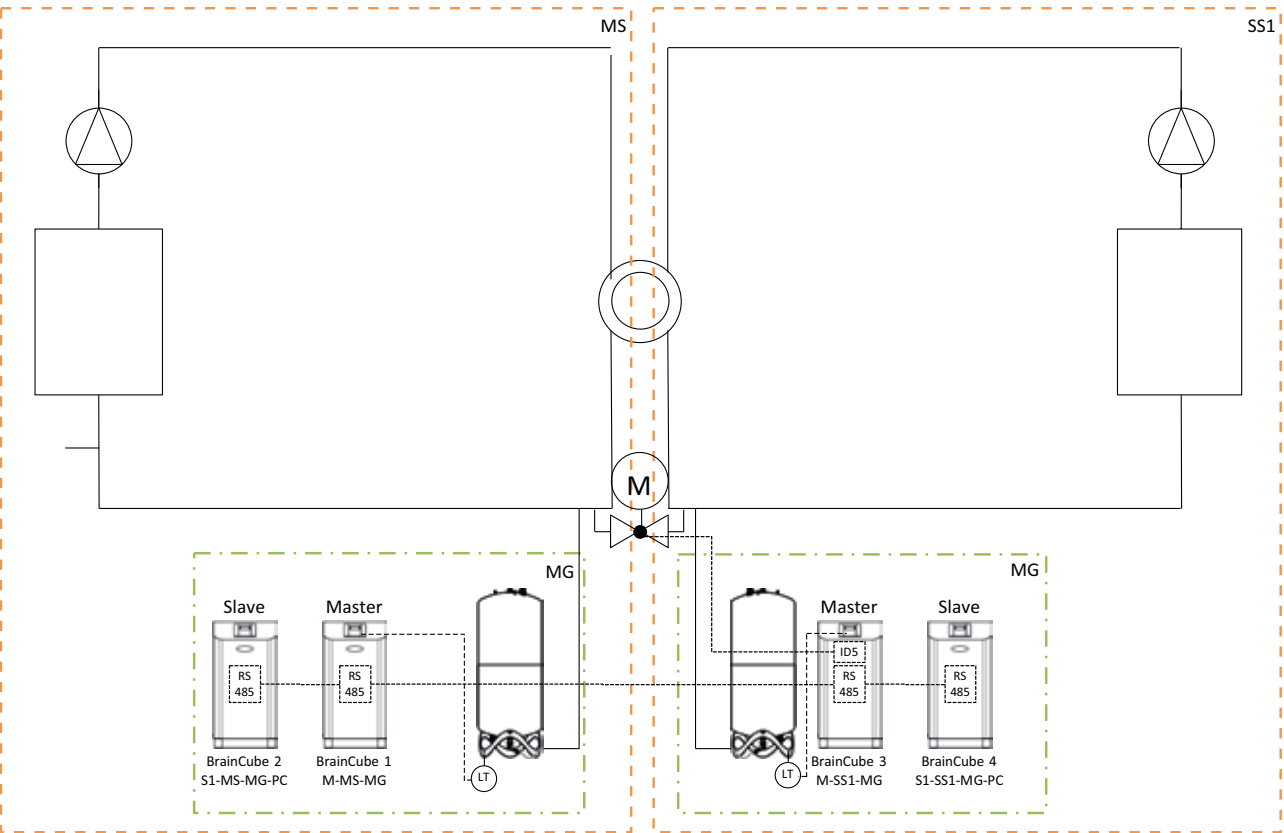 MS
SS1
M
MG
MG
Slave
Master
Master
Slave
ID5
RS
485
RS
485
RS
485
RS
485
LT
LT
BrainCube 2
S1-MS-MG-PC
BrainCube 1
M-MS-MG
BrainCube 3
M-SS1-MG
BrainCube 4
S1-SS1-MG-PC